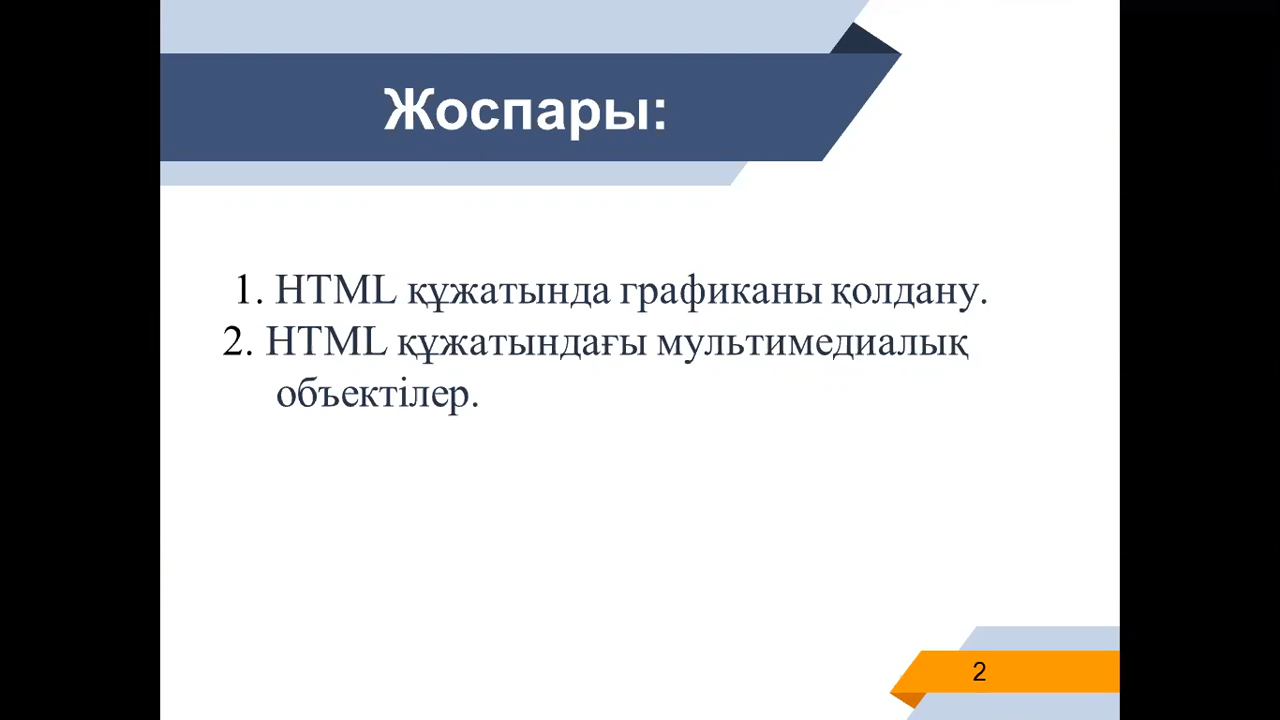 Жоспары:
1. HTML құжатында графиканы қолдану.
2. HTML құжатындағы мультимедиалық
объектілер.
2